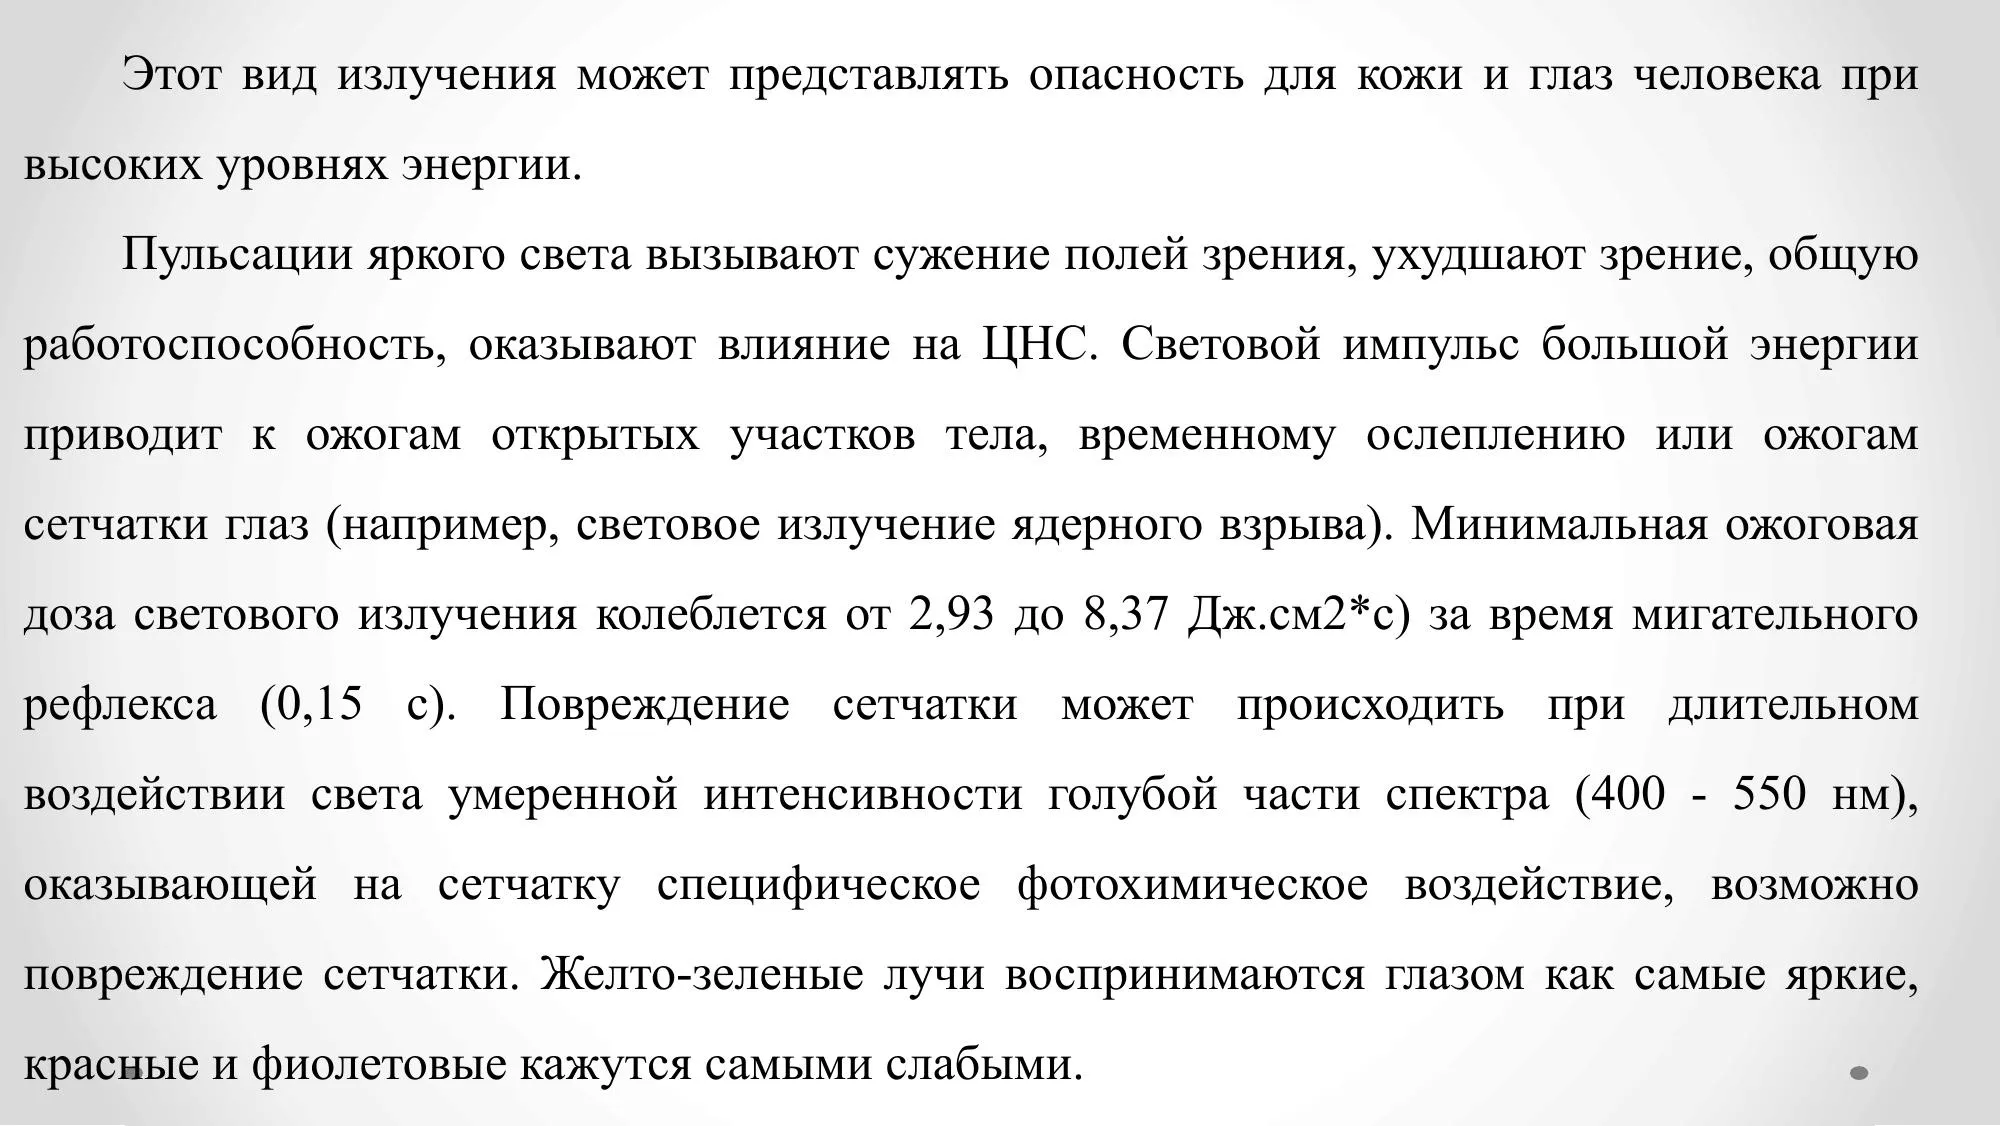 Этот вид излучения может представлять опасность для кожи и глаз человека при
высоких уровнях энергии.
Пульсации яркого света вызывают сужение полей зрения, ухудшают зрение, общую
работоспособность, оказывают влияние на ЦНС. Световой импульс большой энергии
приводит к ожогам открытых участков тела, временному ослеплению или ожогам
сетчатки глаз (например, световое излучение ядерного взрыва). Минимальная ожоговая
доза светового излучения колеблется от 2,93 до 8,37 Дж.см2*с) за время мигательного
рефлекса (0,15 с). Повреждение сетчатки может происходить при длительном
воздействии света умеренной интенсивности голубой части спектра (400 - 550 нм),
оказывающей на сетчатку специфическое фотохимическое воздействие, возможно
повреждение сетчатки. Желто-зеленые лучи воспринимаются глазом как самые яркие,
красные и фиолетовые кажутся самыми слабыми.